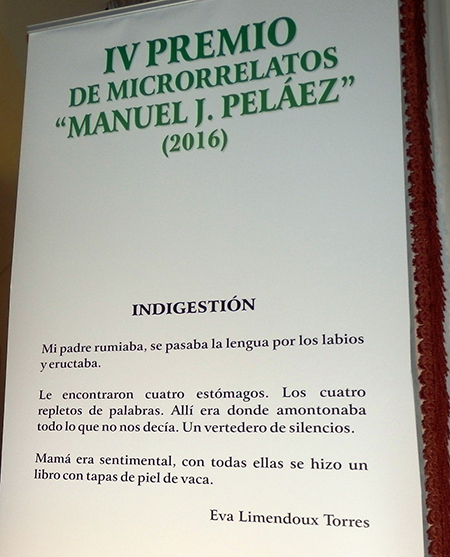 IV PREMIO
DE MICRORRELATOS
“MANUEL J. PELÁEZ”
(2016)
INDIGESTIÓN
Mi padre rumiaba, se pasaba la lengua por los labios
y eructaba.
Le encontraron cuatro estómagos. Los cuatro
repletos de palabras. Allí era donde amontonaba
todo lo que no nos decía. Un vertedero de silencios.
Mamá era sentimental, con todas ellas se hizo un
libro con tapas de piel de vaca.
Eva Limendoux Torres